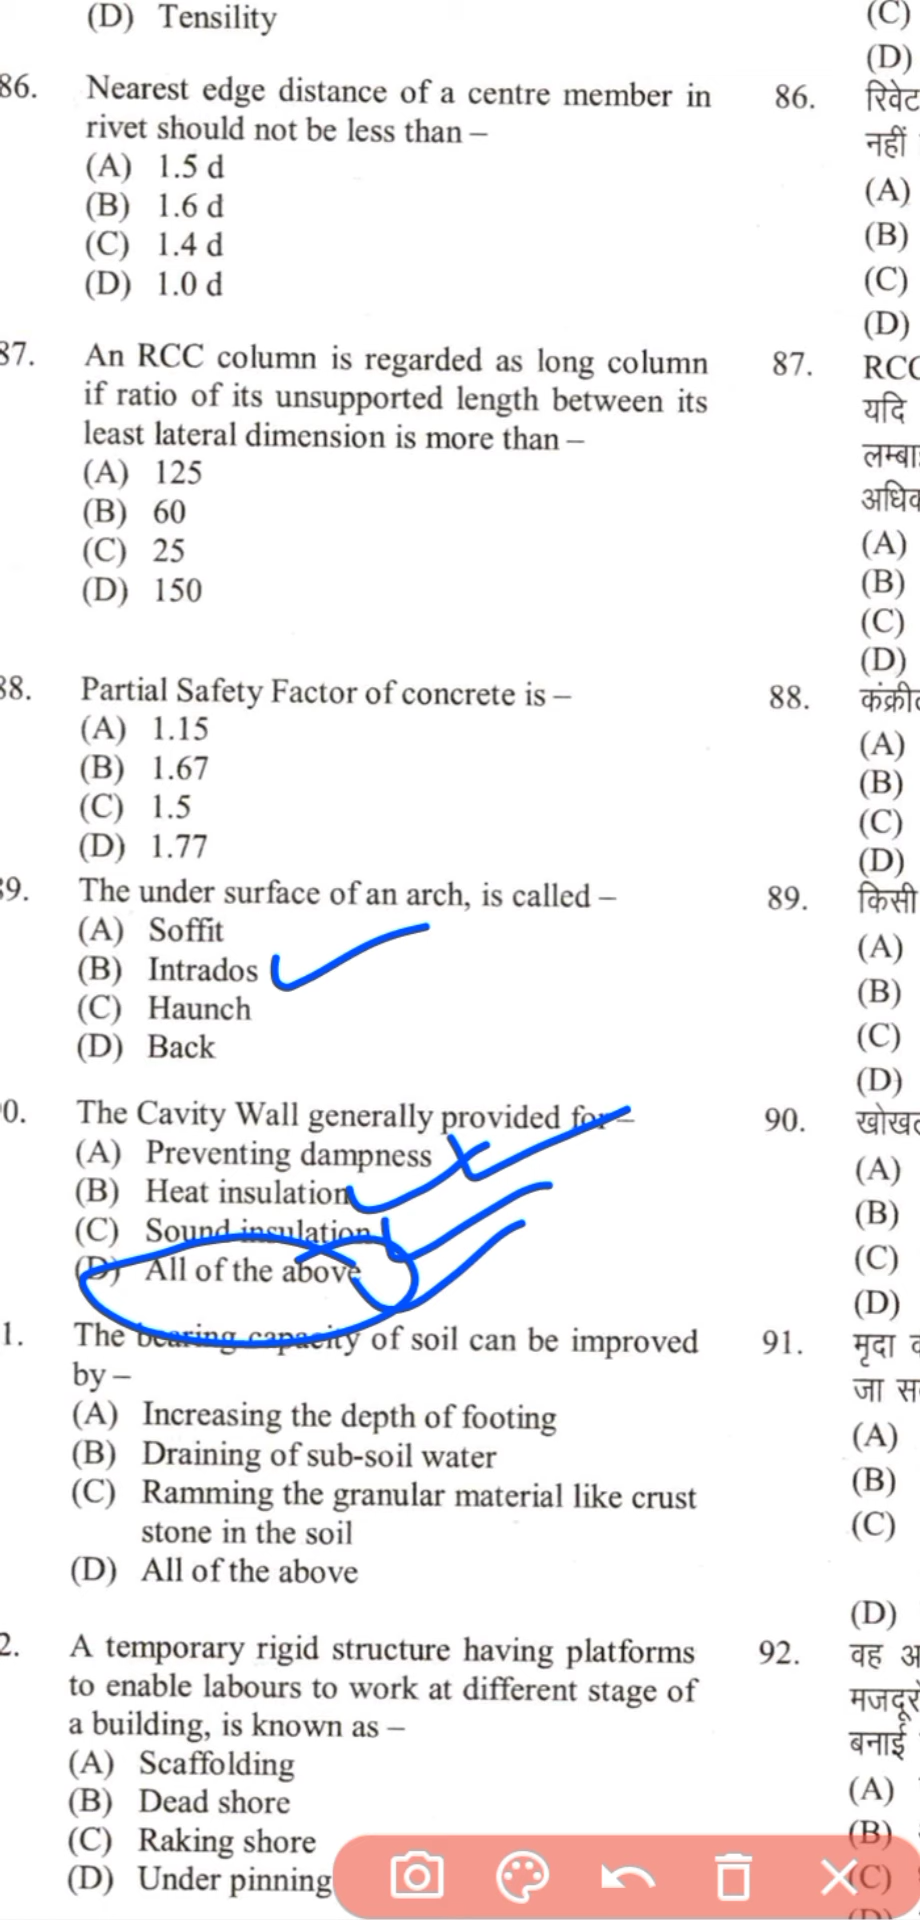 (D) Tensility
86. Nearest edge distance of a centre member in
rivet should not be less than –
(A) 1.5 d
(B) 1.6 d
(C) 1.4 d
(D) 1.0 d
87. An RCC column is regarded as long column
if ratio of its unsupported length between its
least lateral dimension is more than –
(A) 125
(B) 60
(C) 25
(D) 150
88. Partial Safety Factor of concrete is –
(A) 1.15
(B) 1.67
(C) 1.5
(D) 1.77
89. The under surface of an arch, is called –
(A) Soffit
(B) Intrados
(C) Haunch
(D) Back
0. The Cavity Wall generally provided for –
(A) Preventing dampness
(B) Heat insulation
(C) Sound insulation
(D) All of the above
1. The bearing capacity of soil can be improved
by –
(A) Increasing the depth of footing
(B) Draining of sub-soil water
(C) Ramming the granular material like crust
stone in the soil
(D) All of the above
2. A temporary rigid structure having platforms
to enable labours to work at different stage of
a building, is known as –
(A) Scaffolding
(B) Dead shore
(C) Raking shore
(D) Under pinning
(C)
(D)
86. रिवेट
नहीं
(A)
(B)
(C)
(D)
87. RCC
यदि
(A)
(B)
(C)
(D)
88.
(A)
(B)
(C)
(D)
89. किसी
(A)
(B)
(C)
(D)
90.
(A)
(B)
(C)
(D)
91. मृदा
जा
(A)
(B)
(C)
(D)
92. वह
बनाई
(A)
(B)
(C)
(D)